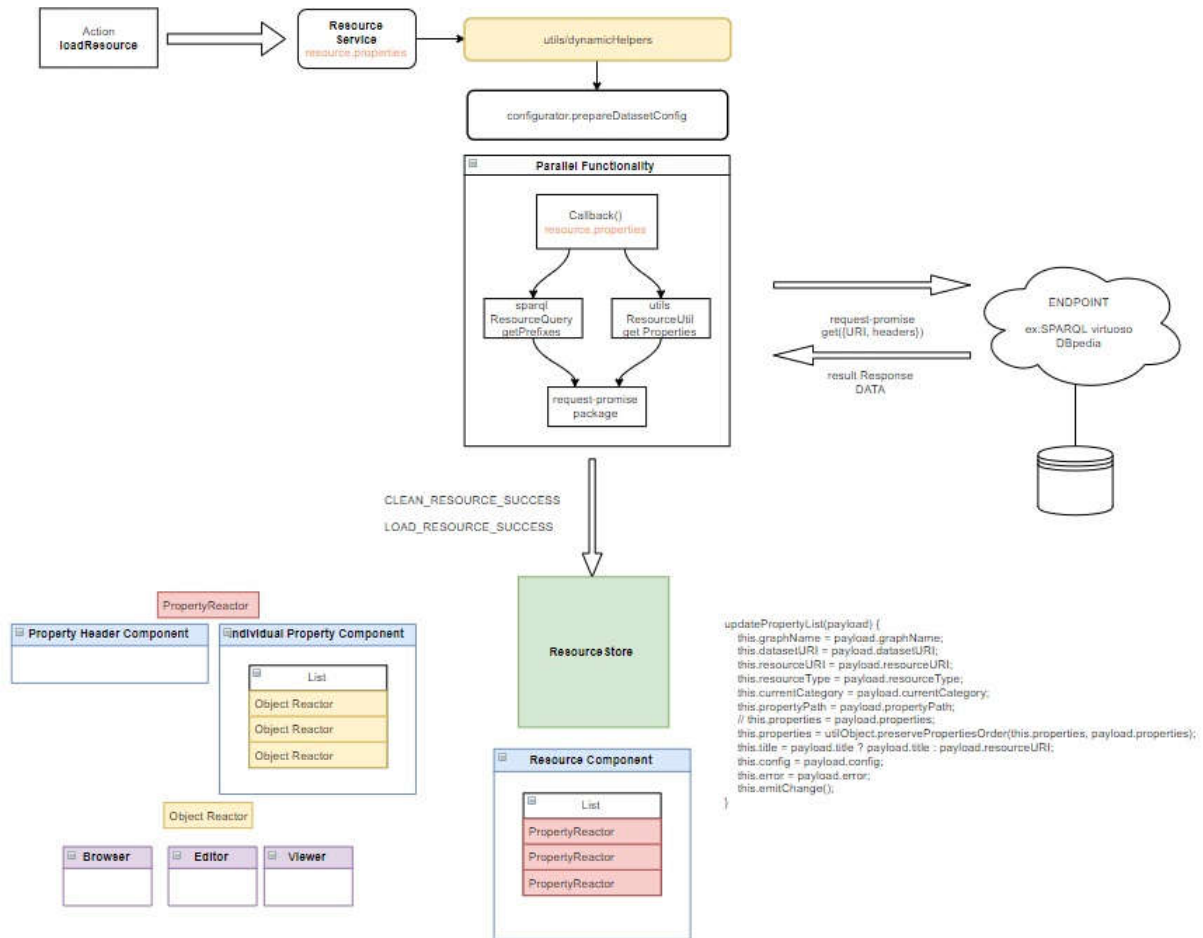 Action
loadResource
Resource
Service
resource.properties
utils/dynamicHelpers
configurator.prepareDatasetConfig
Parallel Functionality
Callback()
resource.properties
sparql
ResourceQuery
getPrefixes
utils
ResourceUtil
get Properties
request-promise
package
request-promise
get({URI, headers})
result Response
DATA
ENDPOINT
ex:SPARQL virtuoso
DBpedia
CLEAN_RESOURCE_SUCCESS
LOAD_RESOURCE_SUCCESS
ResourceStore
updatePropertyList(payload) {
this.graphName = payload.graphName;
this.datasetURI = payload.datasetURI;
this.resourceURI = payload.resourceURI;
this.resourceType = payload.resourceType;
this.currentCategory = payload.currentCategory;
this.propertyPath = payload.propertyPath;
// this.properties = payload.properties;
this.properties = utilObject.preservePropertiesOrder(this.properties, payload.properties);
this.title = payload.title ? payload.title : payload.resourceURI;
this.config = payload.config;
this.error = payload.error;
this.emitChange();
}
PropertyReactor
Property Header Component
Individual Property Component
List
Object Reactor
Object Reactor
Object Reactor
Object Reactor
Browser
Editor
Viewer
Resource Component
List
PropertyReactor
PropertyReactor
PropertyReactor